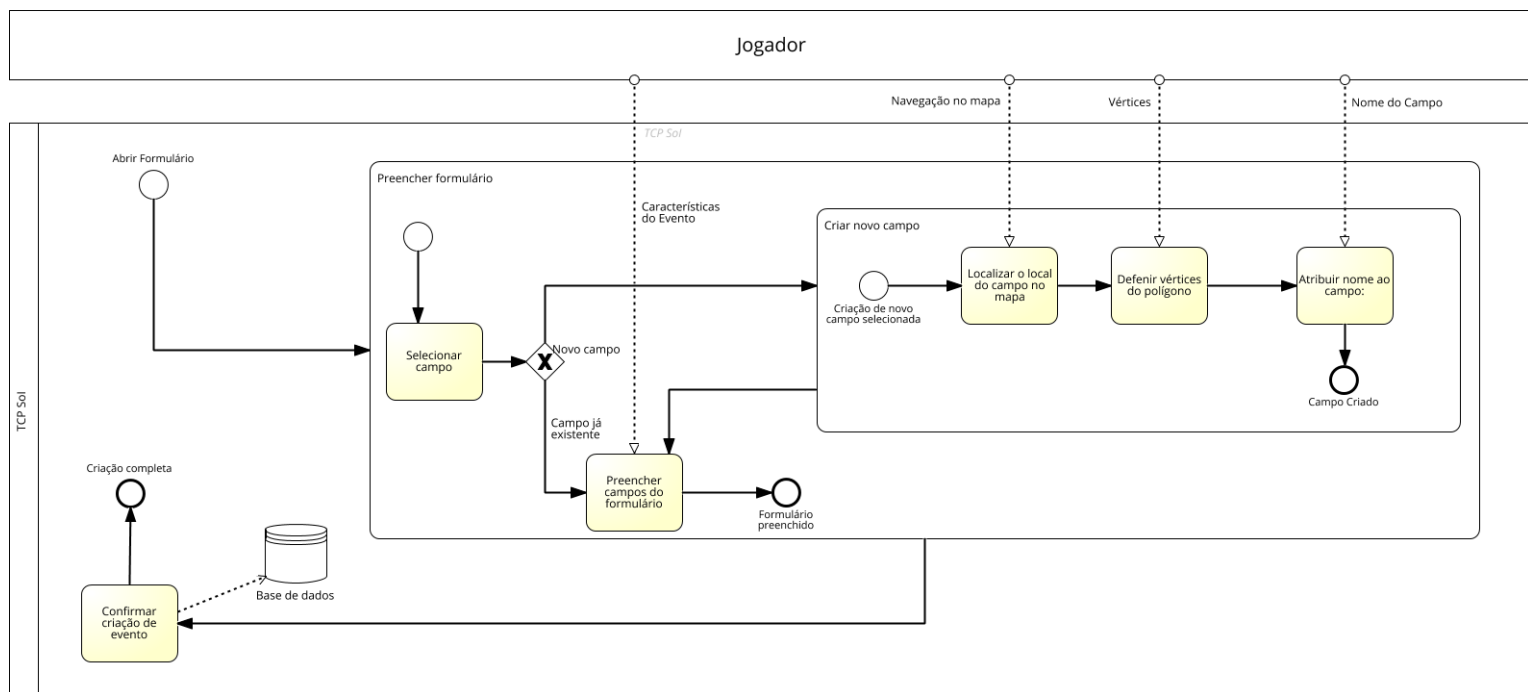 Jogador
Navegação no mapa
Vértices
Nome do Campo
TCP Sol
TCP Sol
Abrir Formulário
Preencher formulário
Características
do Evento
Criar novo campo
Localizar o local
do campo no
mapa
Defenir vértices
do polígono
Atribuir nome ao
campo:
Criação de novo
campo selecionada
Selecionar
campo
Novo campo
Campo Criado
Campo já
existente
Preencher
campos do
formulário
Formulário
preenchido
Criação completa
Base de dados
Confirmar
criação de
evento